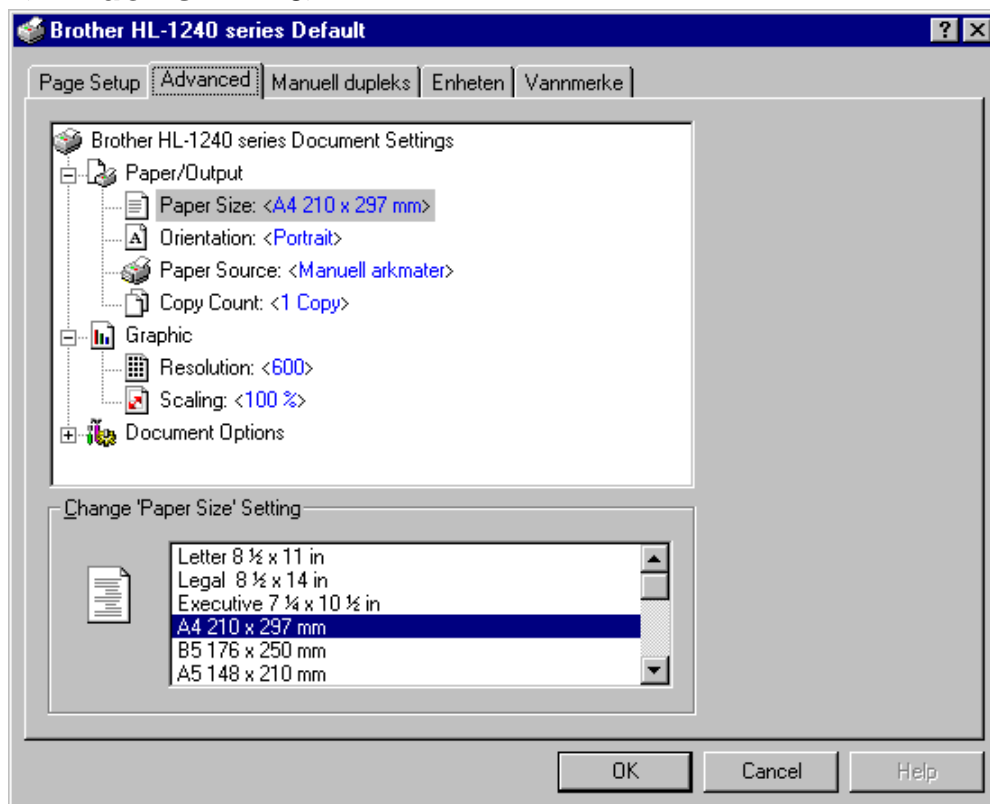 Brother HL-1240 series Default
Page Setup Advanced Manuell dupleks Enheten Vannmerke
Brother HL-1240 series Document Settings
Paper/Output
Paper Size: <A4 210 x 297 mm>
A Orientation: <Portrait>
Paper Source: <Manuell arkmater>
Copy Count: <1 Copy>
Graphic
Resolution: <600>
Scaling: <100 %>
Document Options
Change 'Paper Size' Setting
Letter 8 ½ x 11 in
Legal 8 ½ x 14 in
Executive 7 ¼ x 10 ½ in
A4 210 x 297 mm
B5 176 x 250 mm
A5 148 x 210 mm
OK Cancel Help